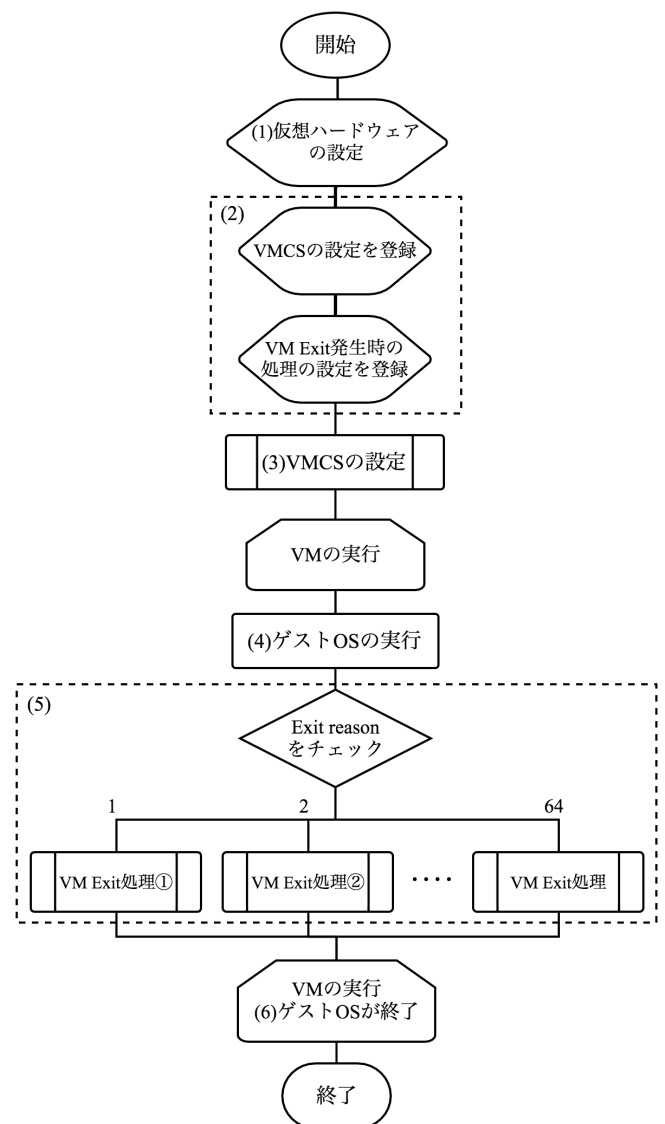 開始
(1)仮想ハードウェア
の設定
(2)
VMCSの設定を登録
VM Exit発生時の
処理の設定を登録
(3)VMCSの設定
VMの実行
(4)ゲストOSの実行
(5)
Exit reason
をチェック
1
2
64
VM Exit処理①
VM Exit処理②
････
VM Exit処理
VMの実行
(6)ゲストOSが終了
終了